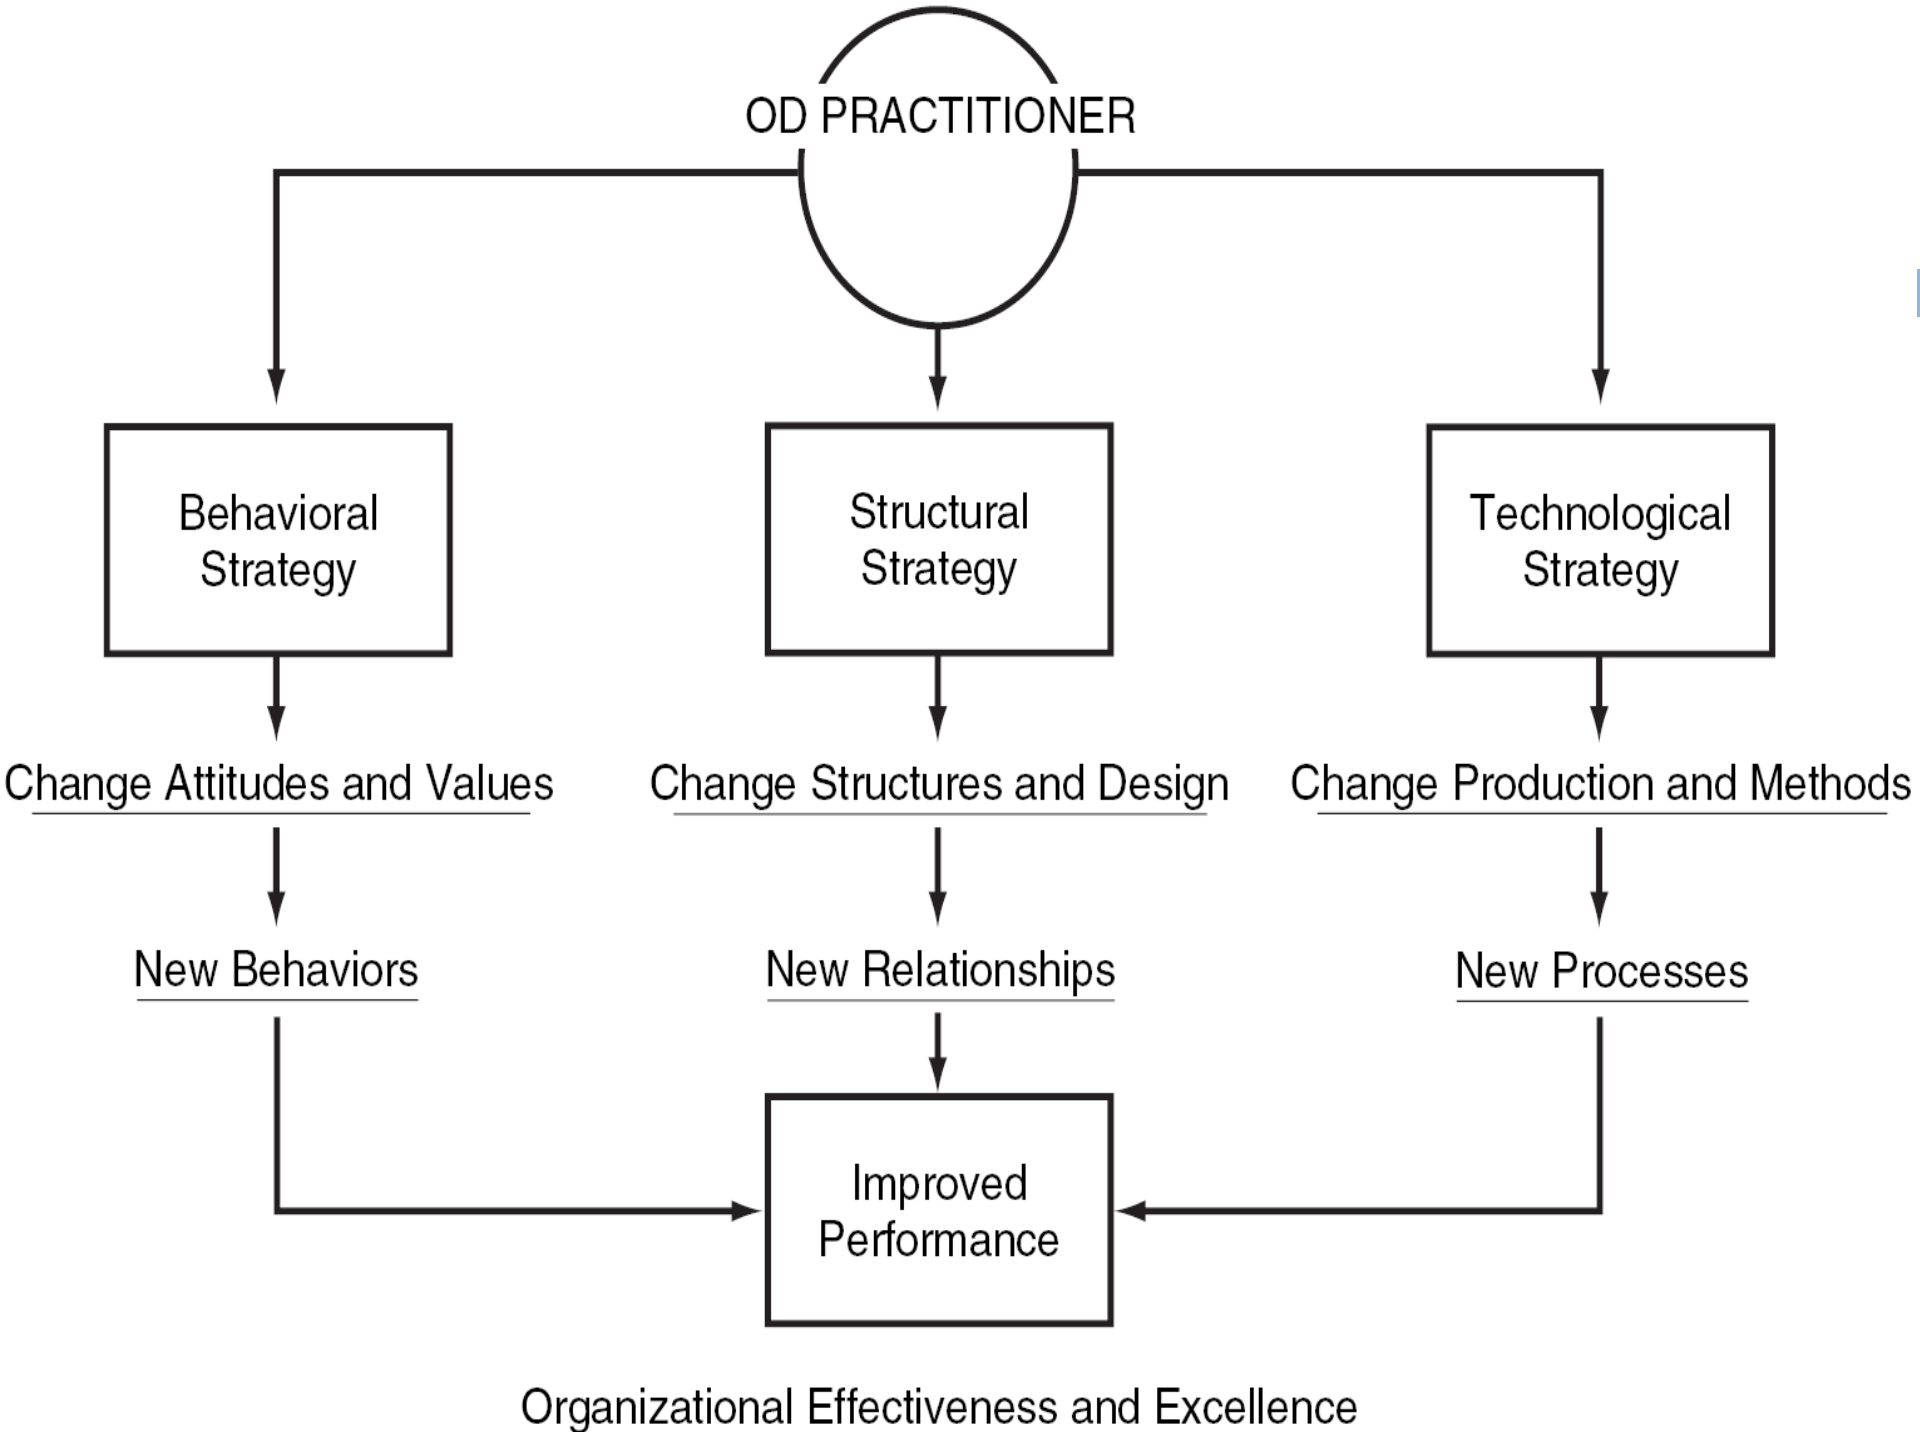 OD PRACTITIONER
Behavioral
Strategy
Structural
Strategy
Technological
Strategy
Change Attitudes and Values
Change Structures and Design
Change Production and Methods
New Behaviors
New Relationships
New Processes
Improved
Performance
Organizational Effectiveness and Excellence